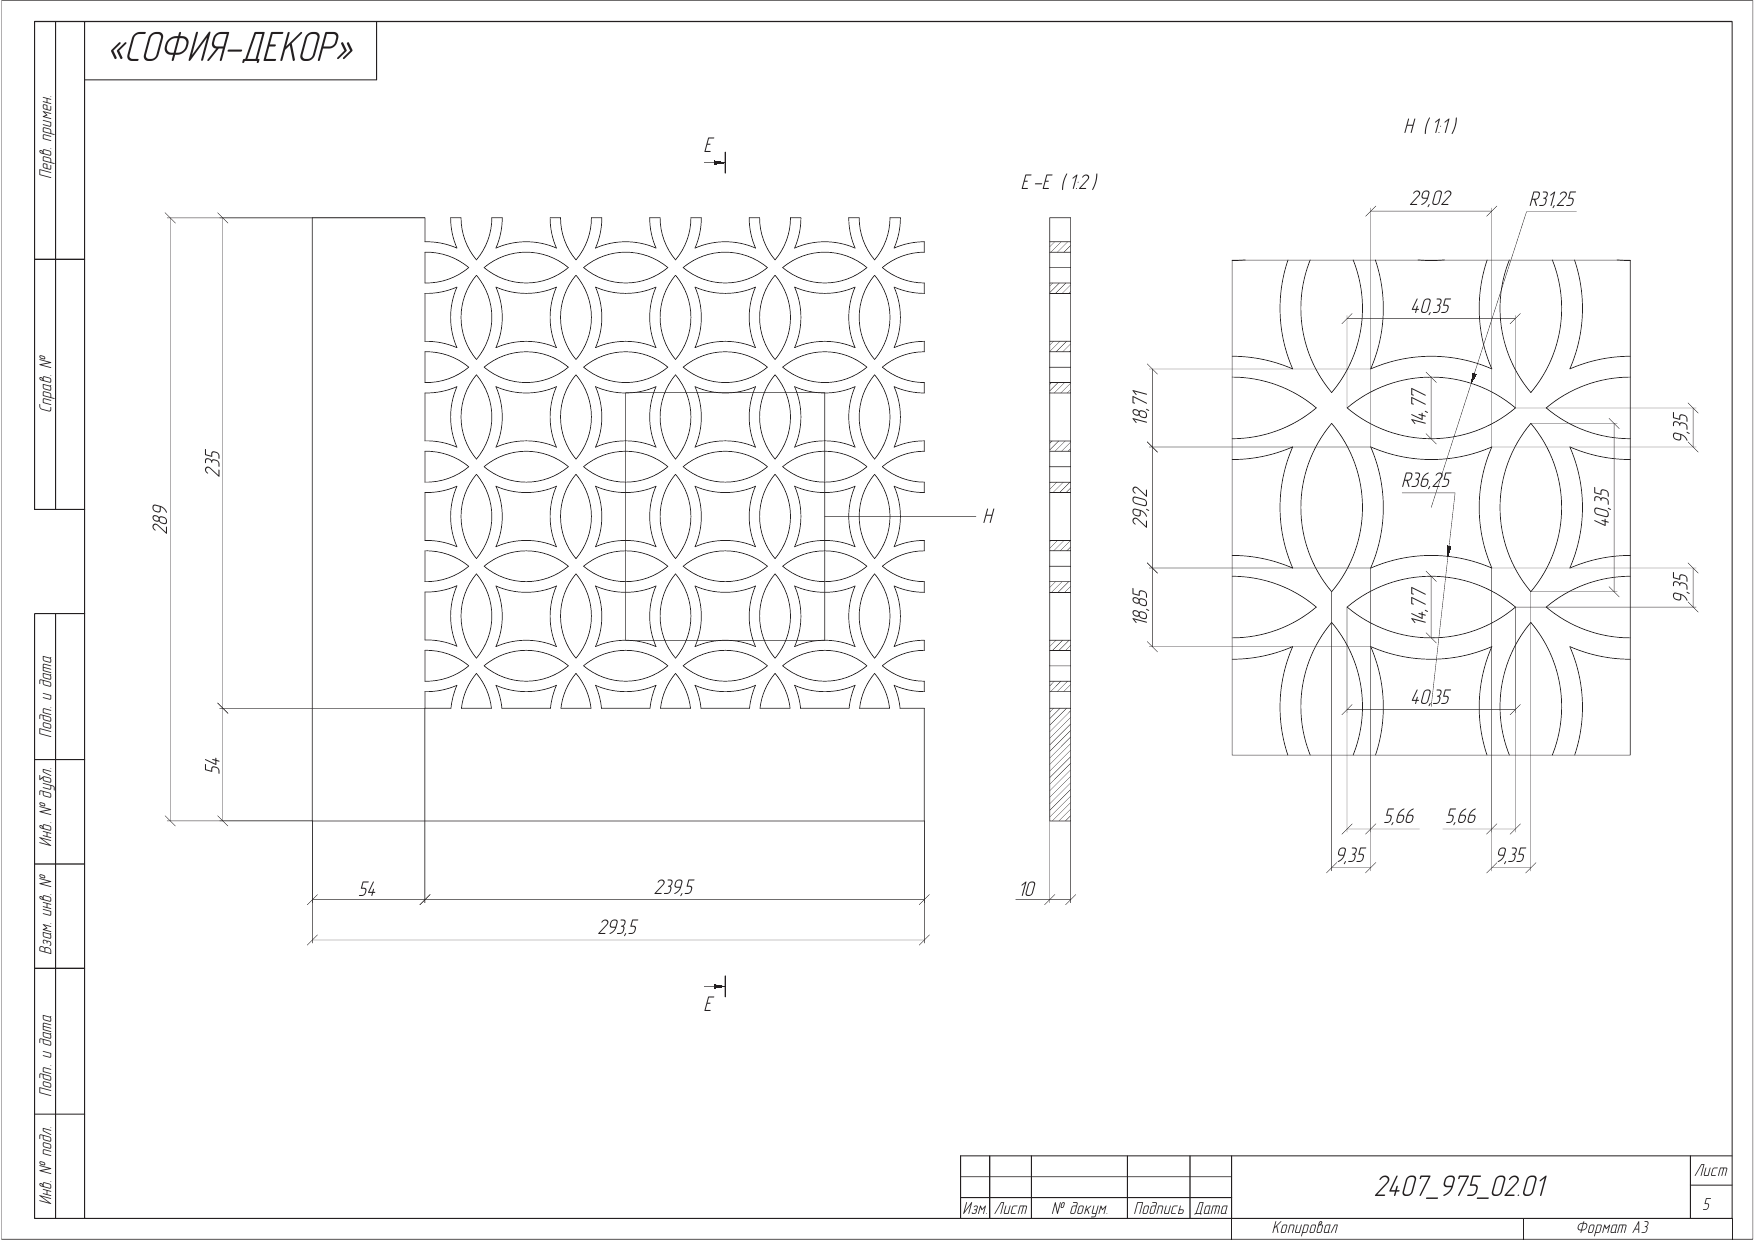 «СОФИЯ-ДЕКОР»
Перв. примен.
Справ. №
Подп. и дата
Инв. № дубл.
Взам. инв. №
Подп. и дата
Инв. № подл.
E
289
235
54
54
239,5
293,5
H
E
E-E (1:2)
10
H (1:1)
29,02
R31,25
40,35
14,77
18,71
9,35
R36,25
29,02
40,35
9,35
18,85
14,77
40,35
5,66
5,66
9,35
9,35
Изм.
Лист
№ докум.
Подпись
Дата
2407_975_02.01
Лист
5
Копировал
Формат А3